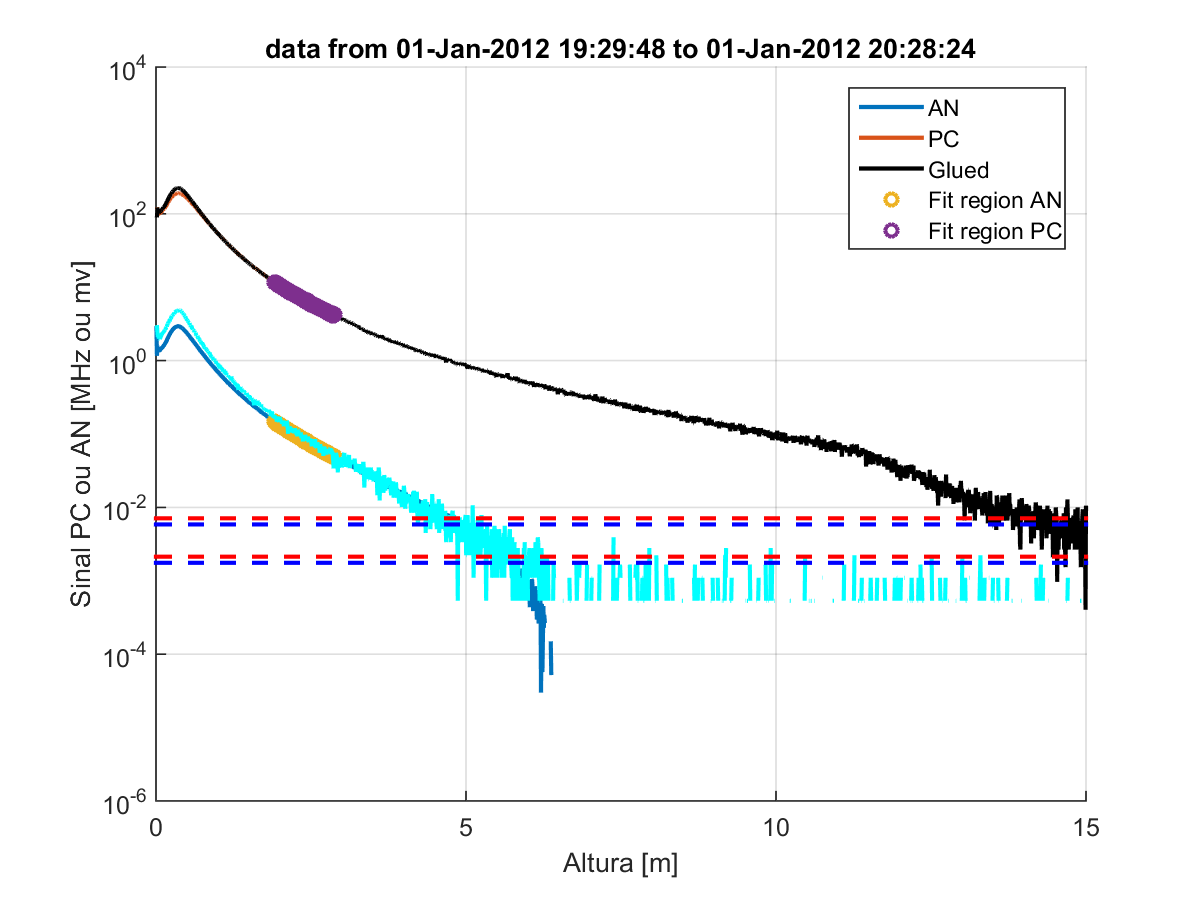 data from 01-Jan-2012 19:29:48 to 01-Jan-2012 20:28:24
10^4
10^2
10^0
10^-2
10^-4
10^-6
Sinal PC ou AN [MHz ou mv]
AN
PC
Glued
Fit region AN
Fit region PC
0
5
10
15
Altura [m]